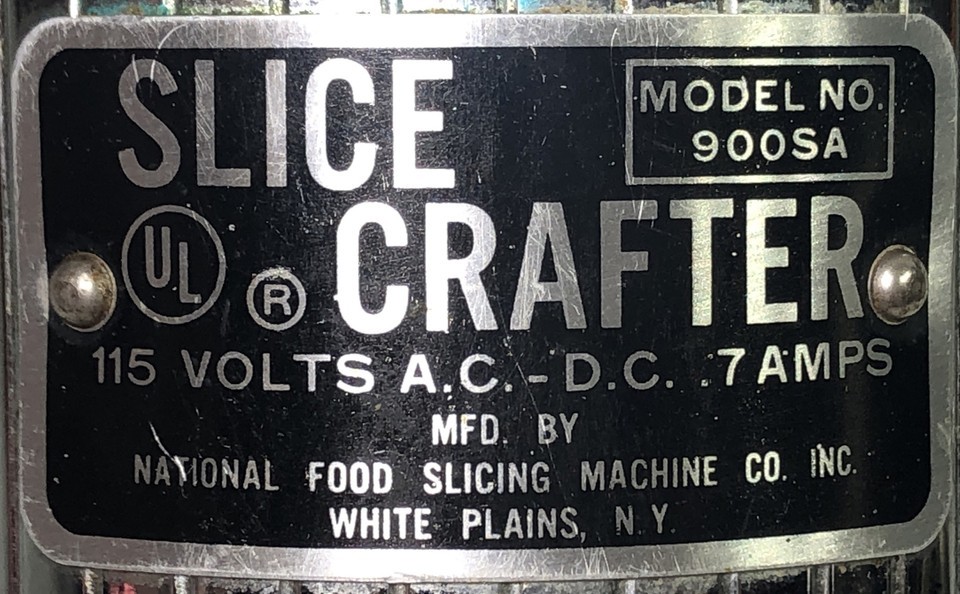 SLICE
MODEL NO.
900SA
CRAFTER
UL ®
115 VOLTS A.C. - D.C. .7 AMPS
MFD. BY
NATIONAL FOOD SLICING MACHINE CO. INC.
WHITE PLAINS, N.Y.